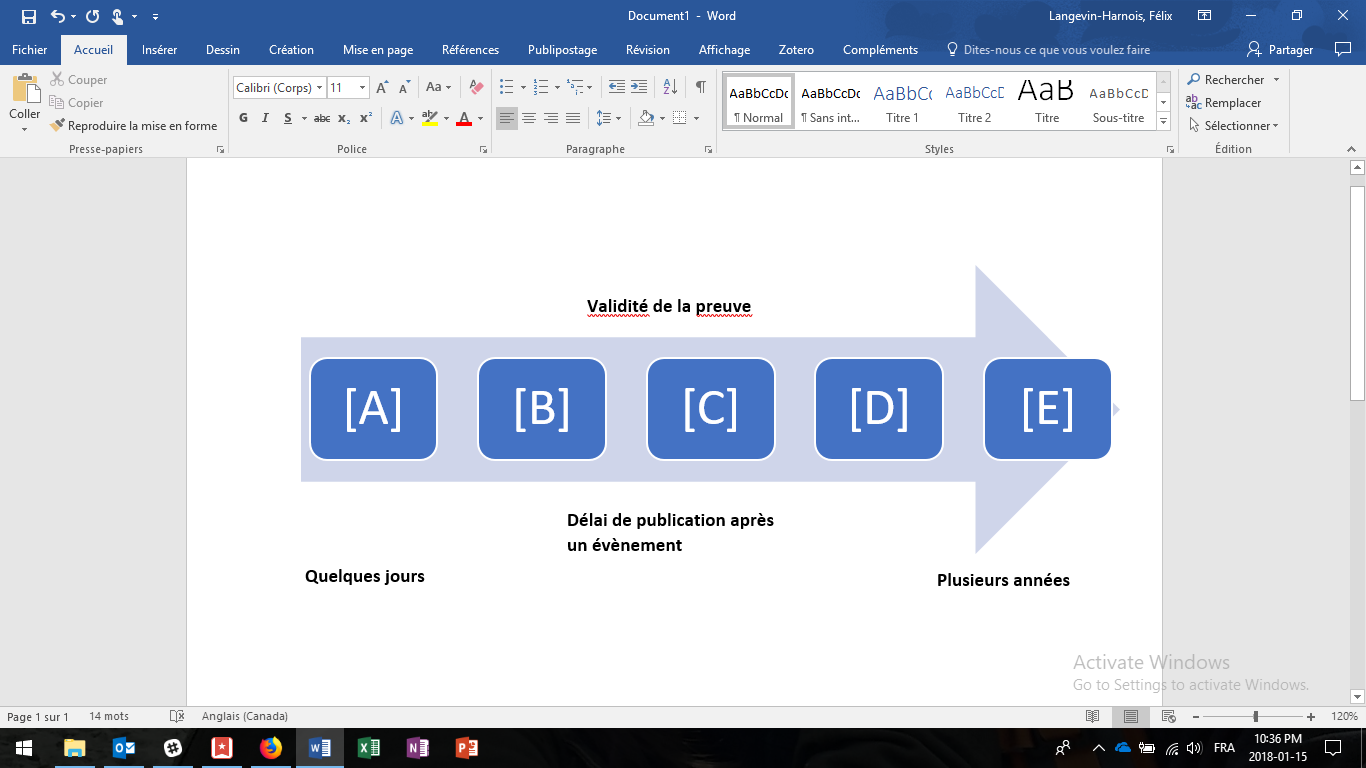 Document1 - Word
Langevin-Harnois, Félix
Fichier
Accueil
Insérer
Dessin
Création
Mise en page
Références
Publipostage
Révision
Affichage
Zotero
Compléments
Dites-nous ce que vous voulez faire
Partager
Coller
Couper
Copier
Reproduire la mise en forme
Presse-papiers
Calibri (Corps)
11
Aa
G I S abc x₂ x²
A
Police
Paragraphe
AaBbCcDc
¶ Normal
AaBbCcDc
¶ Sans int...
AaBbCc
Titre 1
AaBbCcD
Titre 2
AaB
Titre
AaBbCcD
Sous-titre
Styles
Rechercher
Remplacer
Sélectionner
Édition
Validité de la preuve
[A] [B] [C] [D] [E]
Délai de publication après
un évènement
Quelques jours
Plusieurs années
Activate Windows
Go to Settings to activate Windows.
Page 1 sur 1
14 mots
Anglais (Canada)
120%
FRA
10:36 PM
2018-01-15